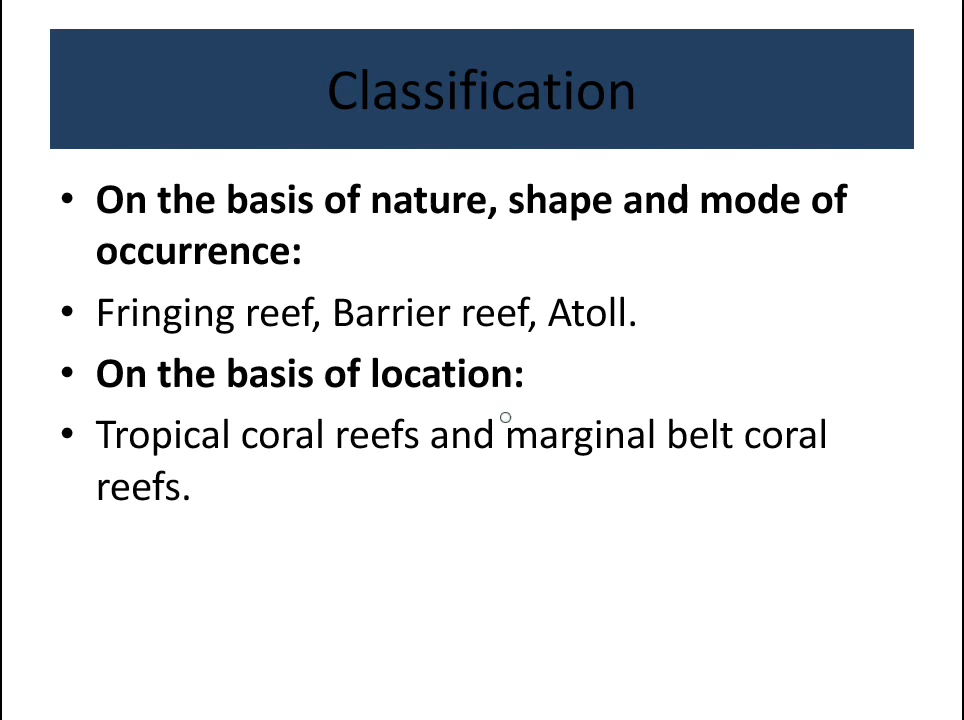 Classification
• On the basis of nature, shape and mode of
occurrence:
• Fringing reef, Barrier reef, Atoll.
• On the basis of location:
• Tropical coral reefs and marginal belt coral
reefs.